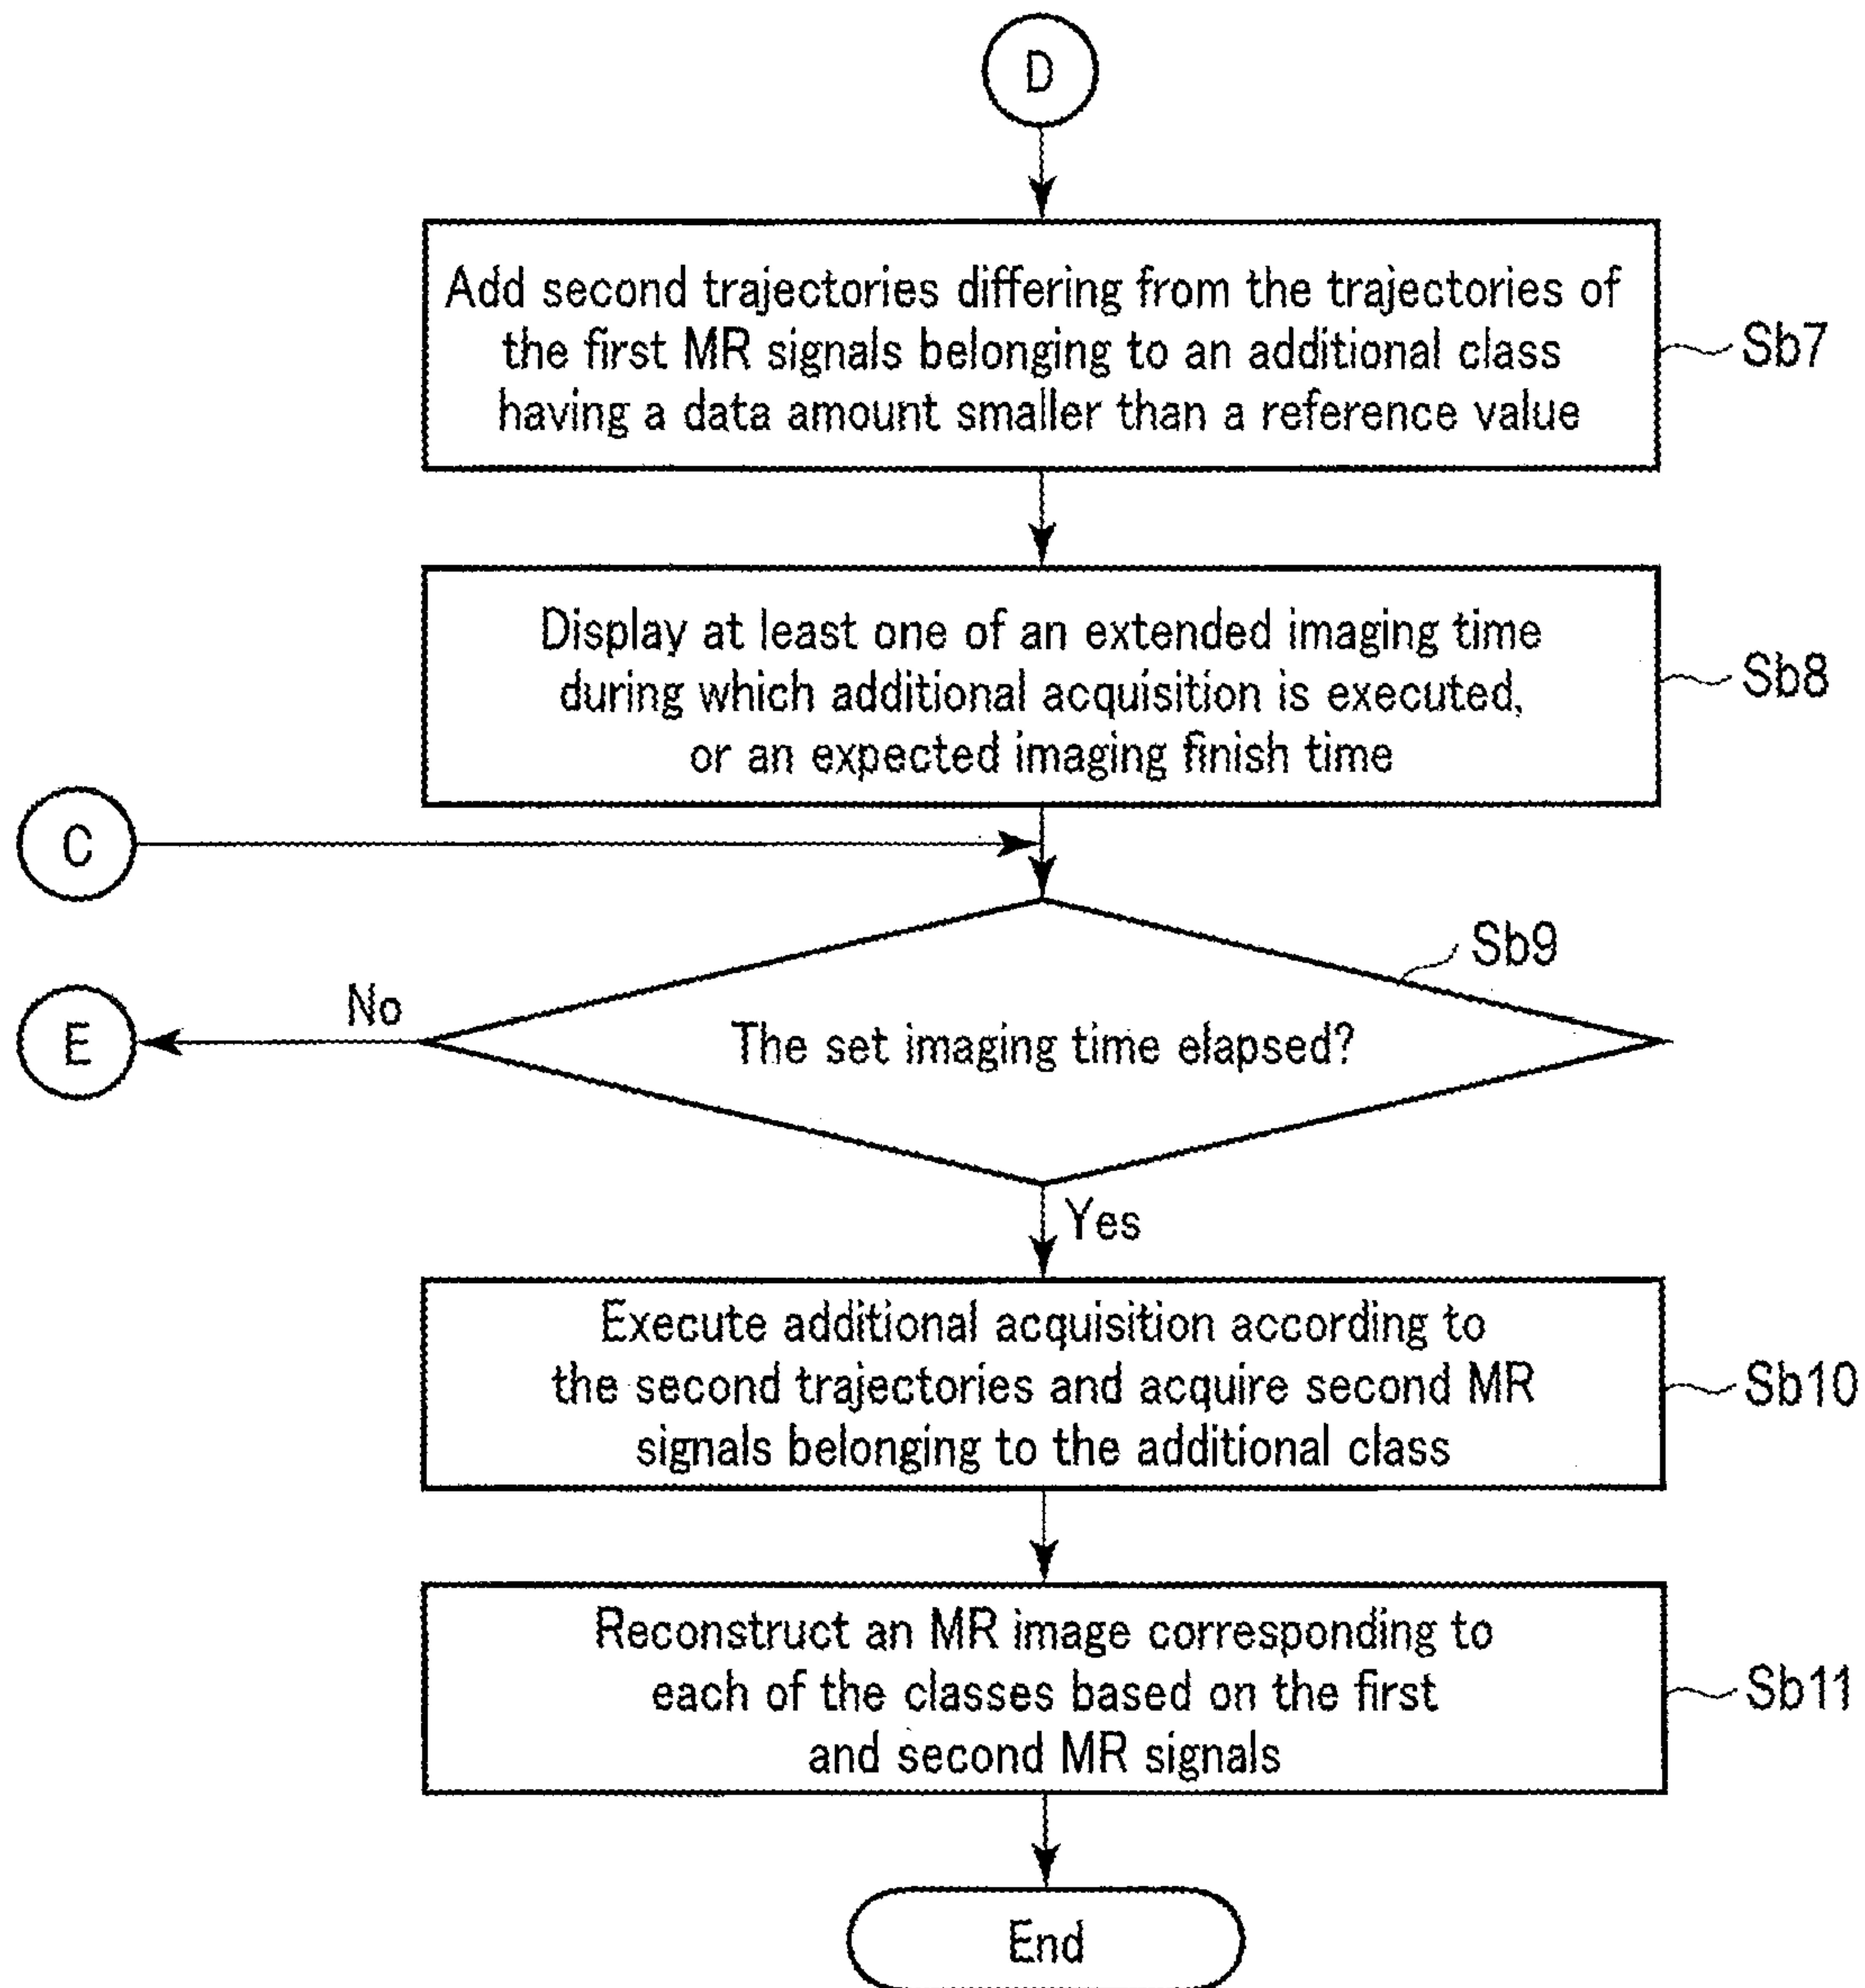 D
Add second trajectories differing from the trajectories of
the first MR signals belonging to an additional class
having a data amount smaller than a reference value
Sb7
Display at least one of an extended imaging time
during which additional acquisition is executed,
or an expected imaging finish time
Sb8
C
Sb9
No
E
The set imaging time elapsed?
Yes
Execute additional acquisition according to
the second trajectories and acquire second MR
signals belonging to the additional class
Sb10
Reconstruct an MR image corresponding to
each of the classes based on the first
and second MR signals
Sb11
End